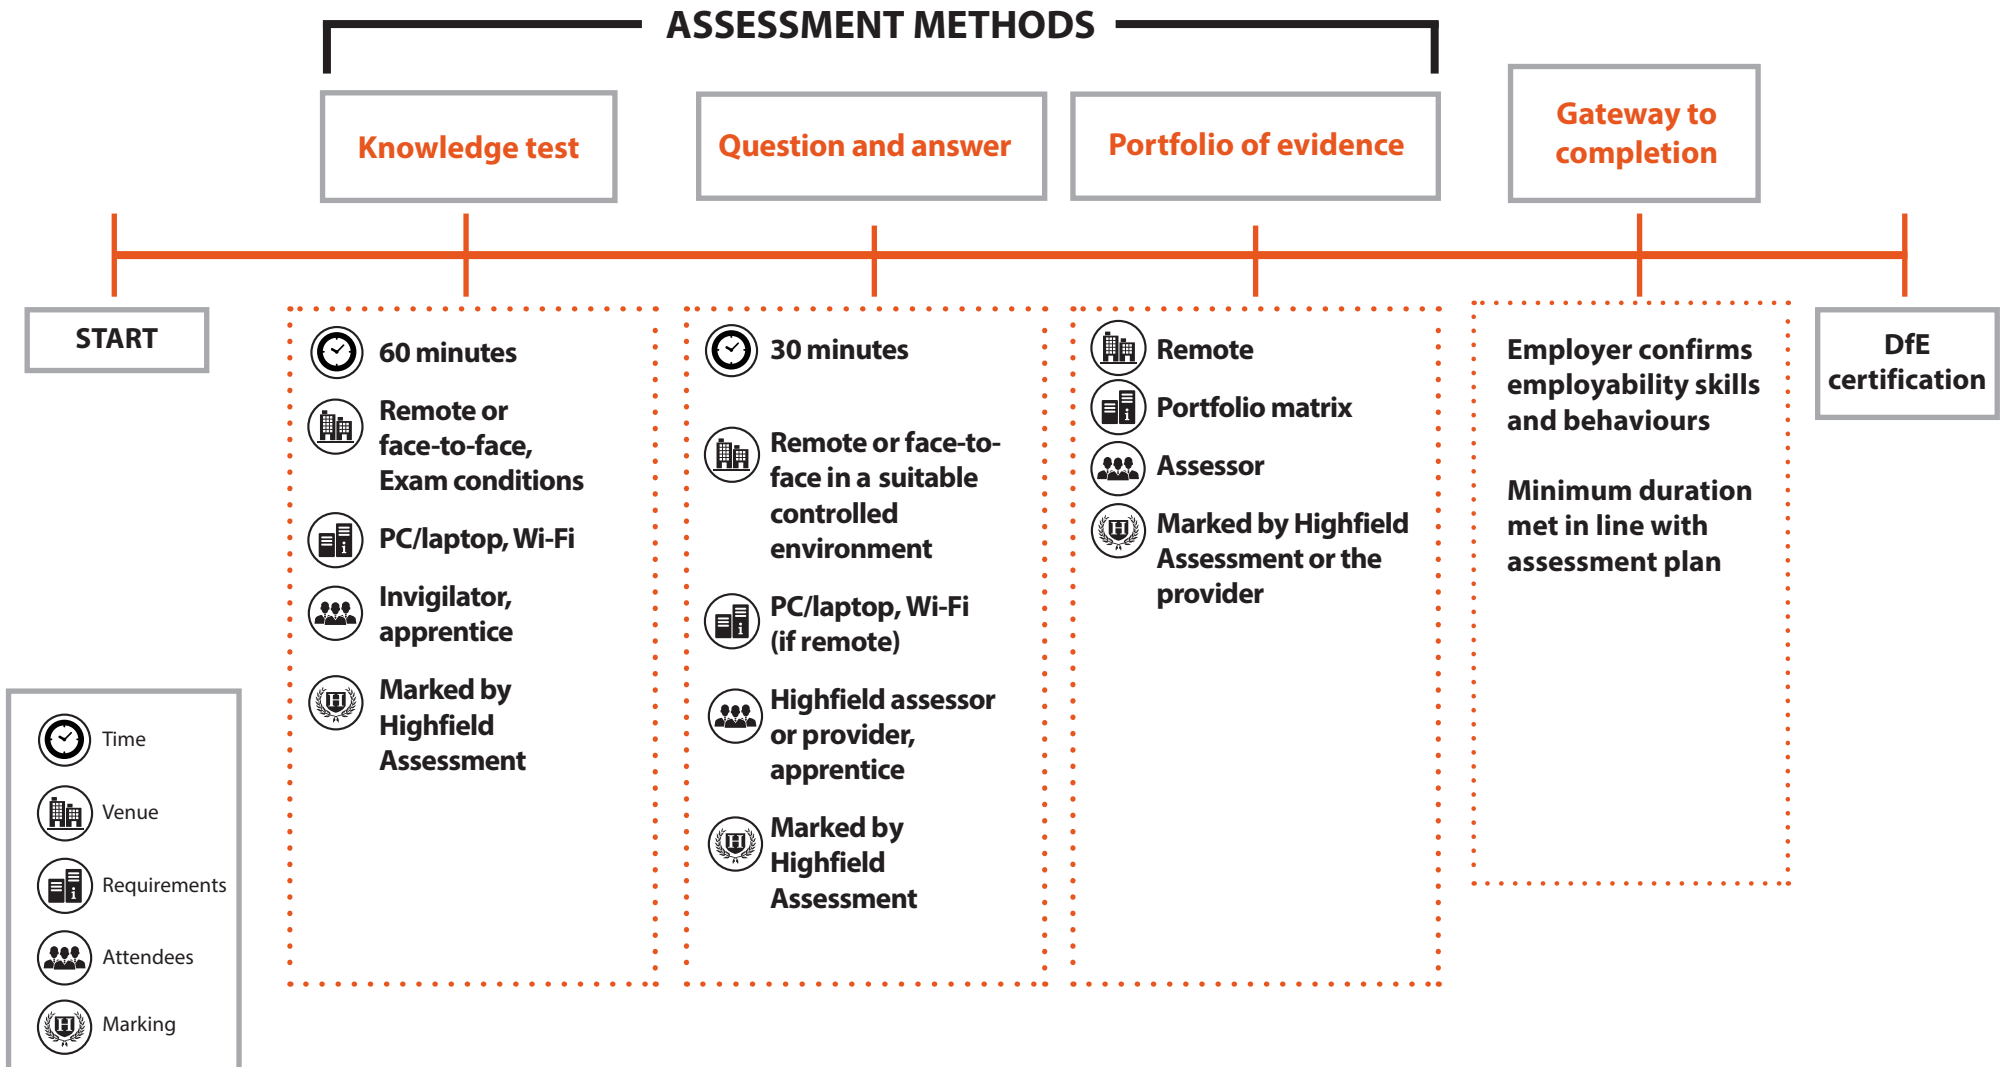 ASSESSMENT METHODS
Knowledge test
Question and answer
Portfolio of evidence
Gateway to
completion
START
60 minutes
Remote or
face-to-face,
Exam conditions
PC/laptop, Wi-Fi
Invigilator,
apprentice
Marked by
Highfield
Assessment
30 minutes
Remote or face-to-
face in a suitable
controlled
environment
PC/laptop, Wi-Fi
(if remote)
Highfield assessor
or provider,
apprentice
Marked by
Highfield
Assessment
Remote
Portfolio matrix
Assessor
Marked by Highfield
Assessment or the
provider
Employer confirms
employability skills
and behaviours
Minimum duration
met in line with
assessment plan
DfE
certification
Time
Venue
Requirements
Attendees
Marking